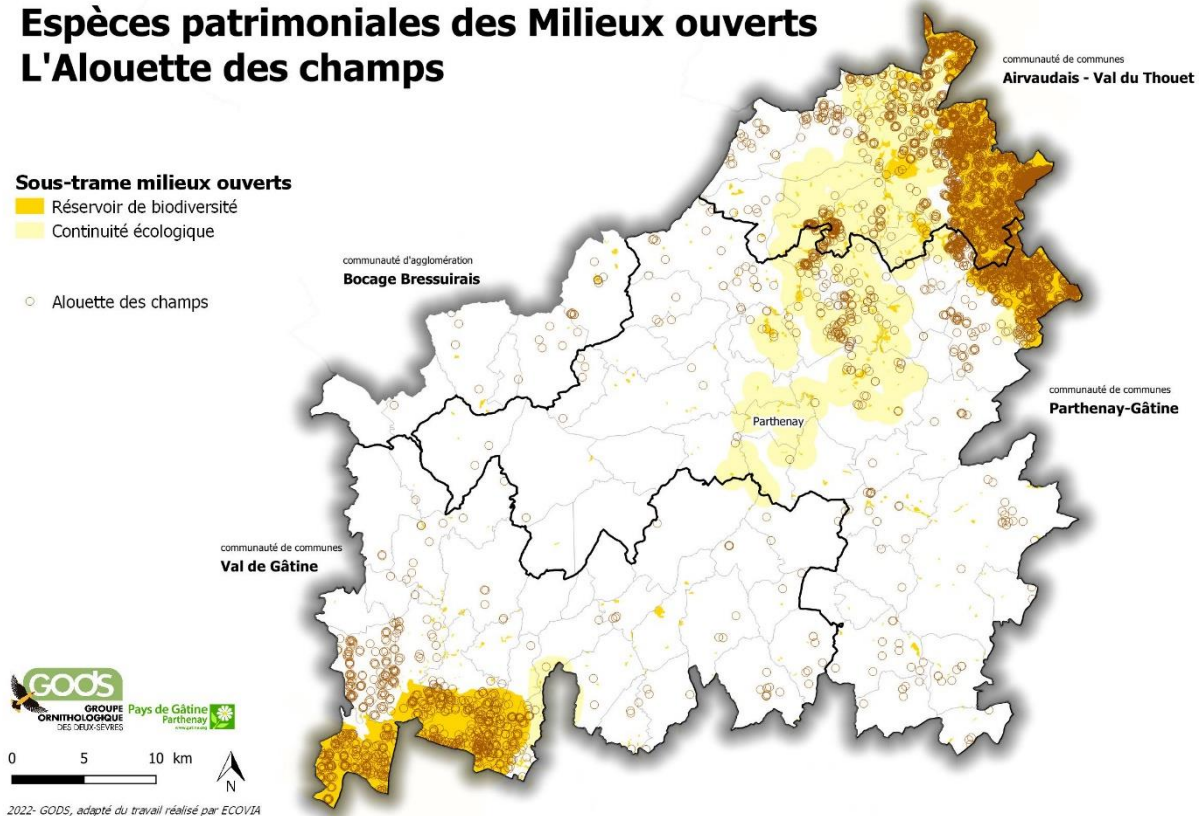 Espèces patrimoniales des Milieux ouverts
L'Alouette des champs
communauté de communes
Airvaudais - Val du Thouet
Sous-trame milieux ouverts
Réservoir de biodiversité
Continuité écologique
Alouette des champs
communauté d'agglomération
Bocage Bressuirais
communauté de communes
Parthenay-Gâtine
Parthenay
communauté de communes
Val de Gâtine
GODS
GROUPE
ORNITHOLOGIQUE
DES DEUX-SÈVRES
Pays de Gâtine
Parthenay
0 5 10 km
N
2022- GODS, adapté du travail réalisé par ECOVIA